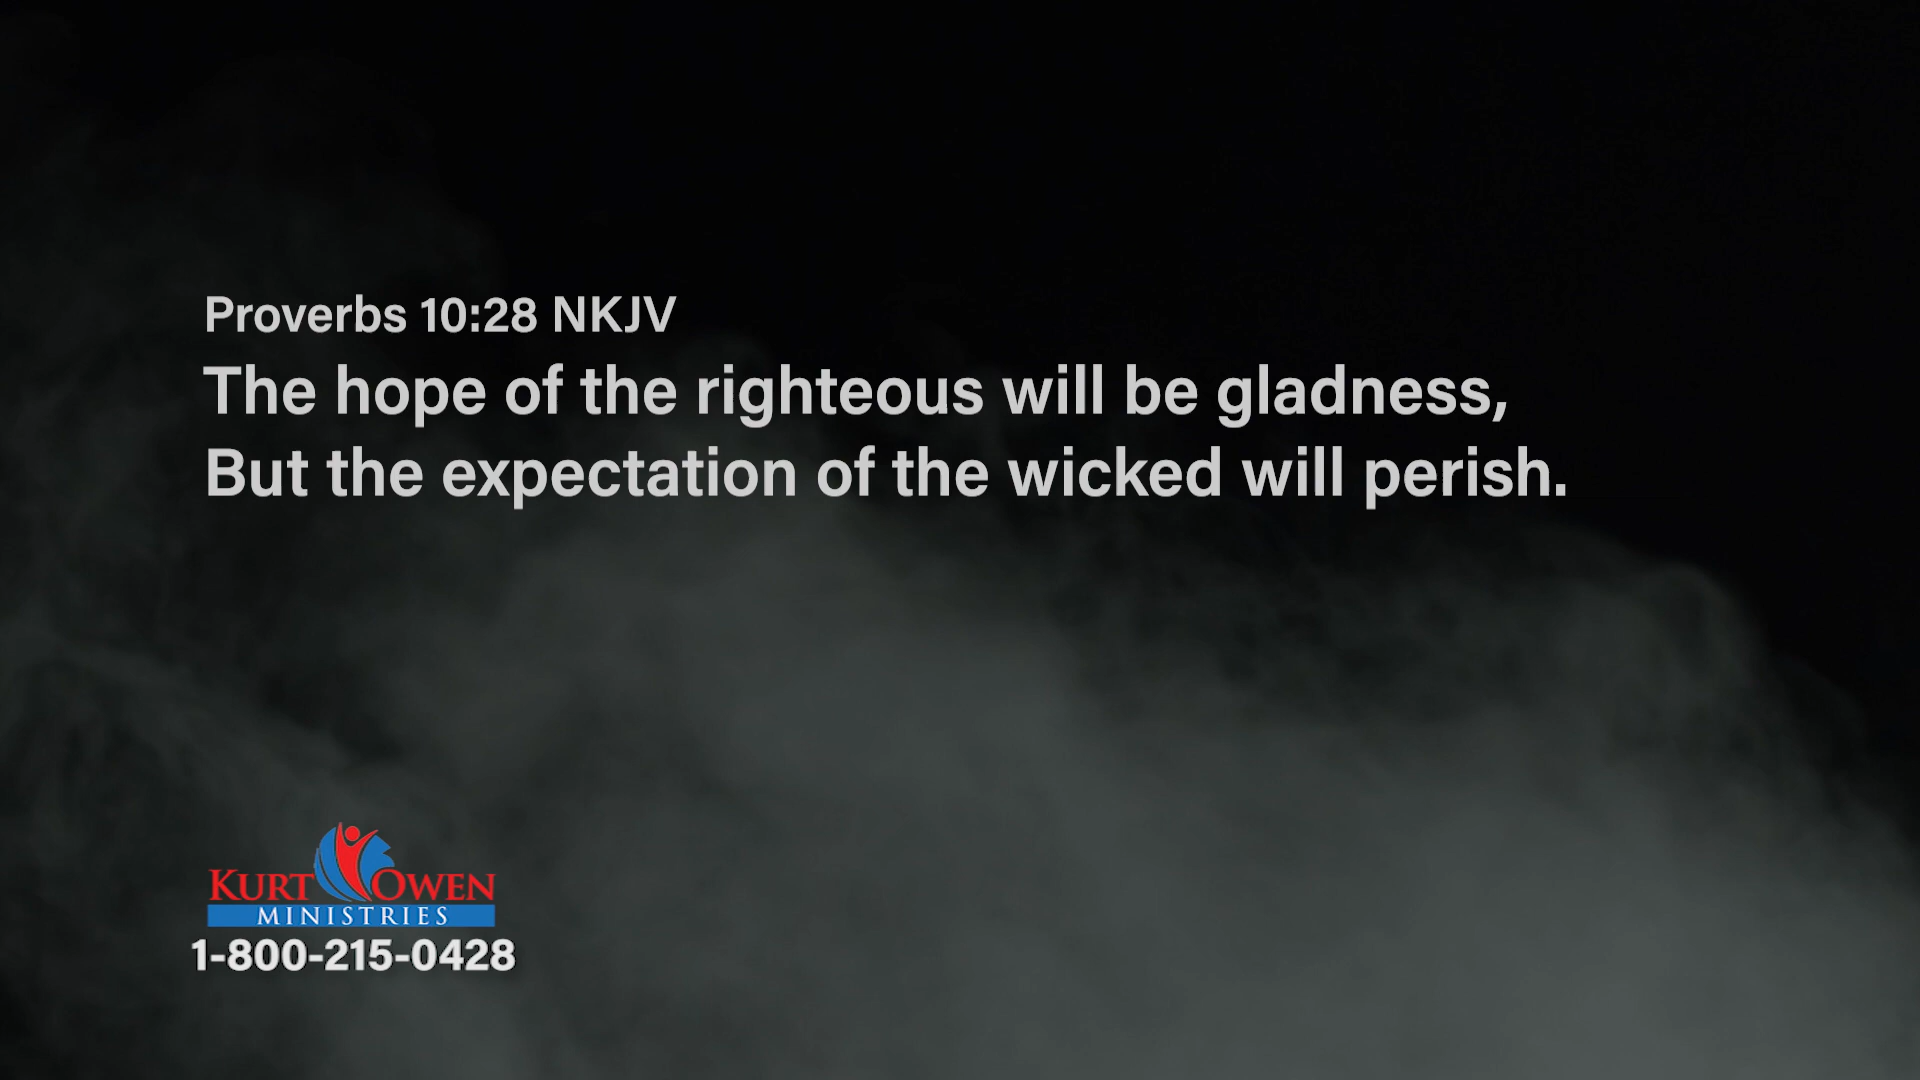 Proverbs 10:28 NKJV
The hope of the righteous will be gladness,
But the expectation of the wicked will perish.
KURT OWEN
MINISTRIES
1-800-215-0428